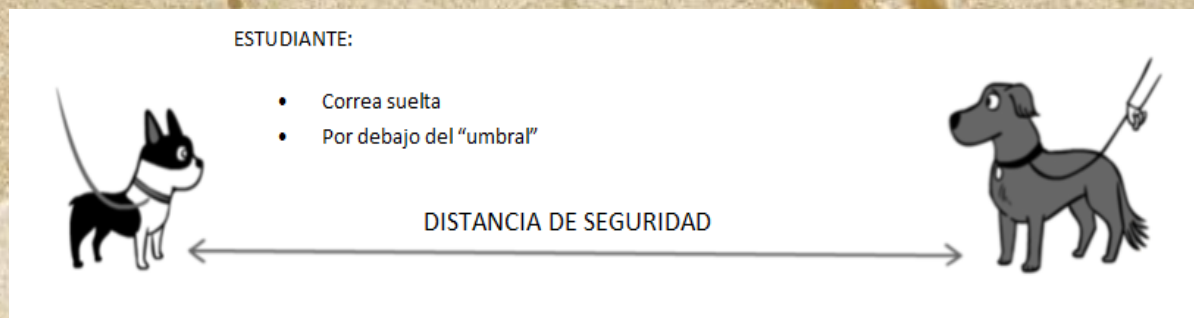 ESTUDIANTE:
• Correa suelta
• Por debajo del “umbral”
DISTANCIA DE SEGURIDAD